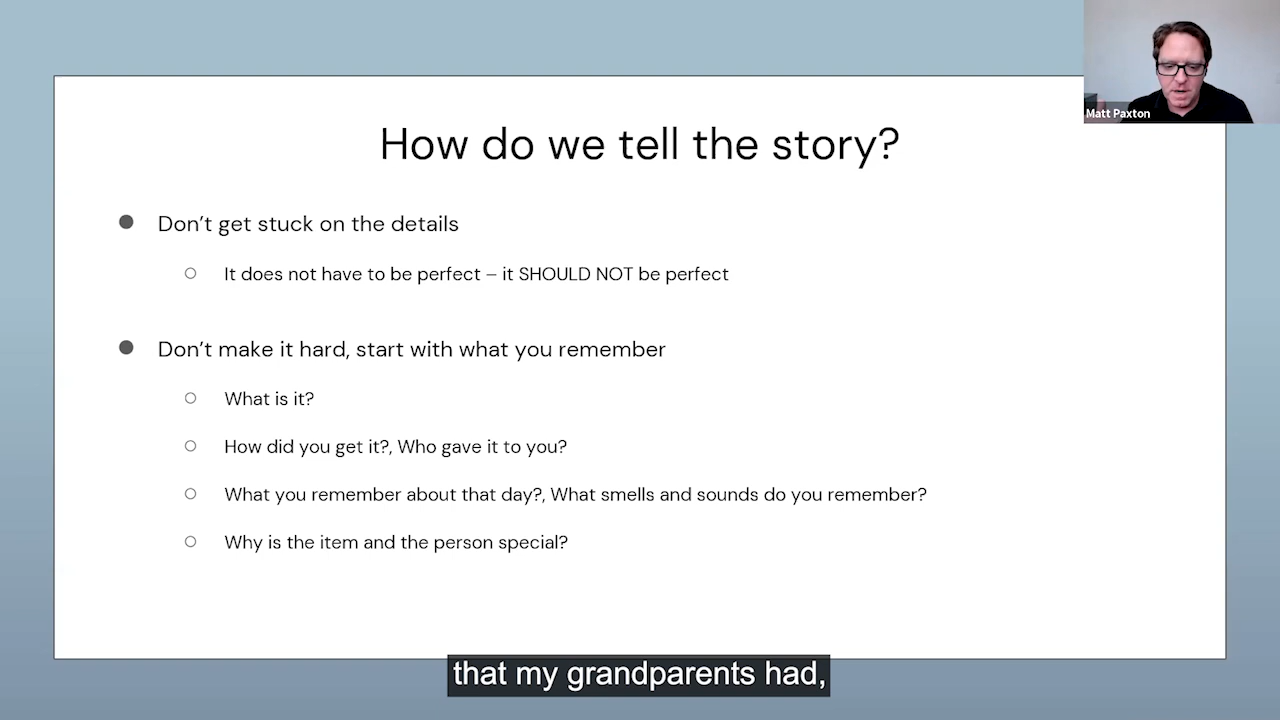 Matt Paxton
How do we tell the story?
Don’t get stuck on the details
It does not have to be perfect – it SHOULD NOT be perfect
Don’t make it hard, start with what you remember
What is it?
How did you get it?, Who gave it to you?
What you remember about that day?, What smells and sounds do you remember?
Why is the item and the person special?
that my grandparents had,